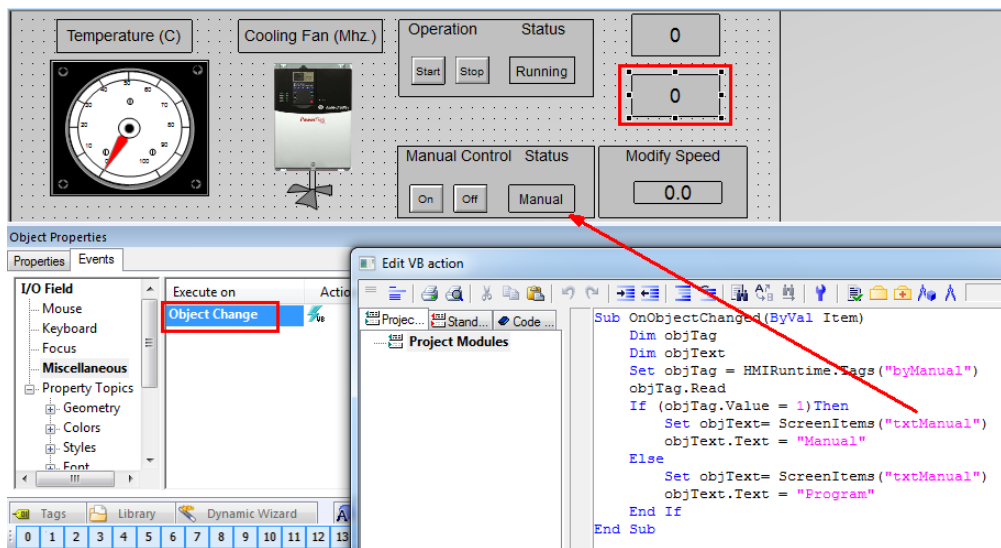 Temperature (C)
Cooling Fan (Mhz.)
Operation Status
Start Stop Running
0
0
Manual Control Status
On Off Manual
Modify Speed
0.0
Object Properties
Properties Events
I/O Field
Mouse
Keyboard
Focus
Miscellaneous
Property Topics
Geometry
Colors
Styles
Font
Execute on Actio
Object Change
Tags Library Dynamic Wizard
0 1 2 3 4 5 6 7 8 9 10 11 12 13
Edit VB action
Projec... Stand... Code ...
Project Modules
Sub OnObjectChanged(ByVal Item)
Dim objTag
Dim objText
Set objTag = HMIRuntime.Tags("byManual")
objTag.Read
If (objTag.Value = 1)Then
Set objText= ScreenItems("txtManual")
objText.Text = "Manual"
Else
Set objText= ScreenItems("txtManual")
objText.Text = "Program"
End If
End Sub